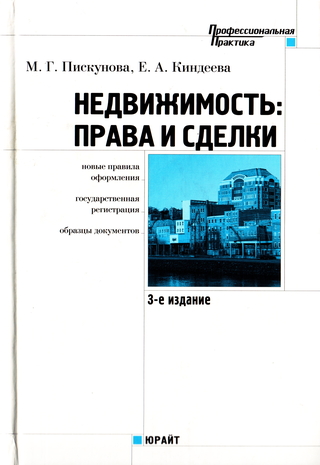 Профессиональная
Практика
М. Г. Пискунова, Е. А. Киндеева
НЕДВИЖИМОСТЬ:
ПРАВА И СДЕЛКИ
новые правила
оформления
государственная
регистрация
образцы документов
3-е издание
ЮРАЙТ